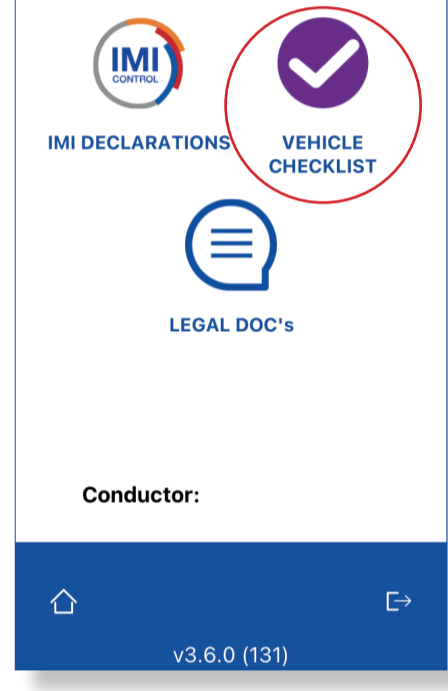 IMI
CONTROL
IMI DECLARATIONS
VEHICLE
CHECKLIST
LEGAL DOC's
Conductor:
v3.6.0 (131)